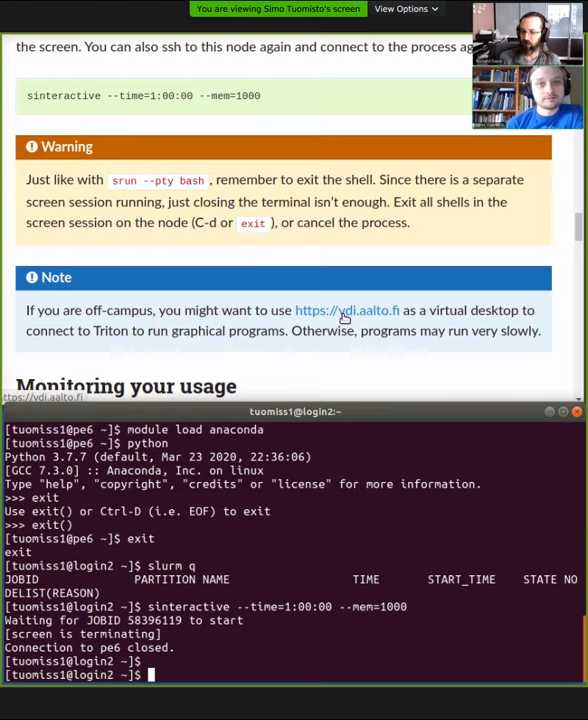 You are viewing Simo Tuomisto's screen
View Options
the screen. You can also ssh to this node again and connect to the process ag
sinteractive --time=1:00:00 --mem=1000
Warning
Just like with srun --pty bash, remember to exit the shell. Since there is a separate
screen session running, just closing the terminal isn't enough. Exit all shells in the
screen session on the node (C-d or exit), or cancel the process.
Note
If you are off-campus, you might want to use https://vdi.aalto.fi as a virtual desktop to
connect to Triton to run graphical programs. Otherwise, programs may run very slowly.
Monitoring your usage
ttps://vdi.aalto.fi
tuomiss1@login2:~
[tuomiss1@pe6 ~]$ module load anaconda
[tuomiss1@pe6 ~]$ python
Python 3.7.7 (default, Mar 23 2020, 22:36:06)
[GCC 7.3.0] :: Anaconda, Inc. on linux
Type "help", "copyright", "credits" or "license" for more information.
>>> exit
Use exit() or Ctrl-D (i.e. EOF) to exit
>>> exit()
[tuomiss1@pe6 ~]$ exit
exit
[tuomiss1@login2 ~]$ slurm q
JOBID PARTITION NAME TIME START_TIME STATE NO
DELIST(REASON)
[tuomiss1@login2 ~]$ sinteractive --time=1:00:00 --mem=1000
Waiting for JOBID 58396119 to start
[screen is terminating]
Connection to pe6 closed.
[tuomiss1@login2 ~]$
[tuomiss1@login2 ~]$